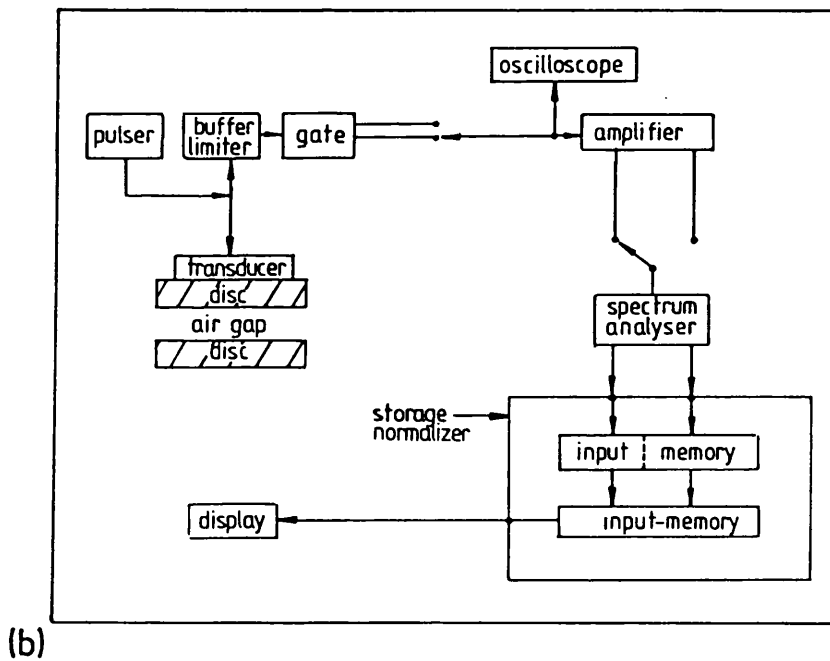 oscilloscope
pulser
buffer
limiter
gate
amplifier
transducer
disc
air gap
disc
spectrum
analyser
storage
normalizer
input memory
display
input-memory
(b)